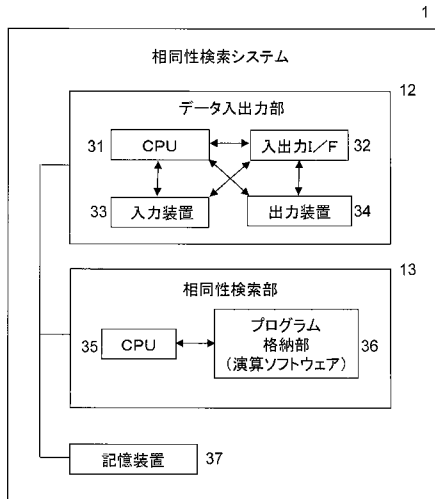 1
相同性検索システム
12
データ入出力部
31
CPU
入出力I/F
32
33
入力装置
出力装置
34
13
相同性検索部
35
CPU
プログラム
格納部
(演算ソフトウェア)
36
記憶装置
37